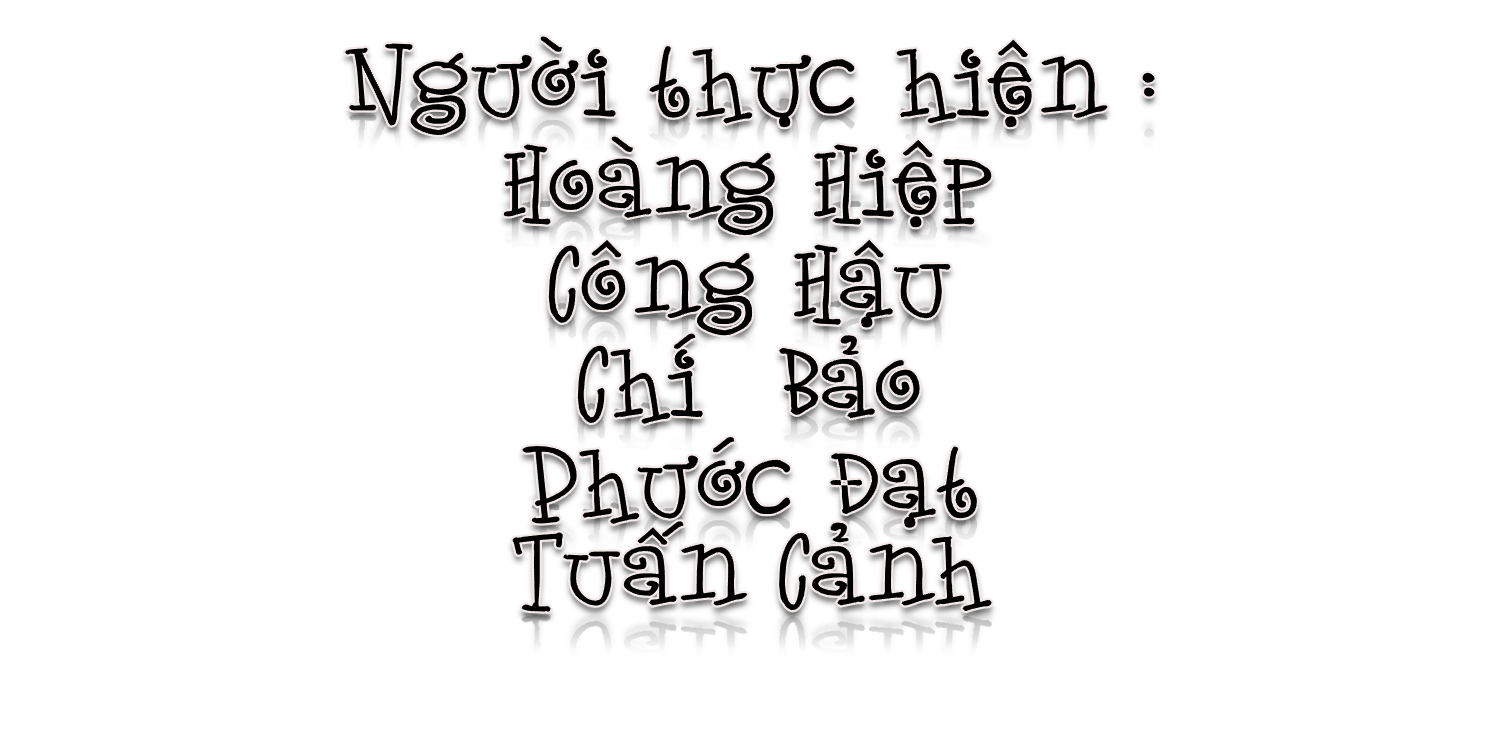 Người thực hiện :
Hoàng Hiệp
Công Hậu
Chí Bảo
Phước Đạt
Tuấn Cảnh